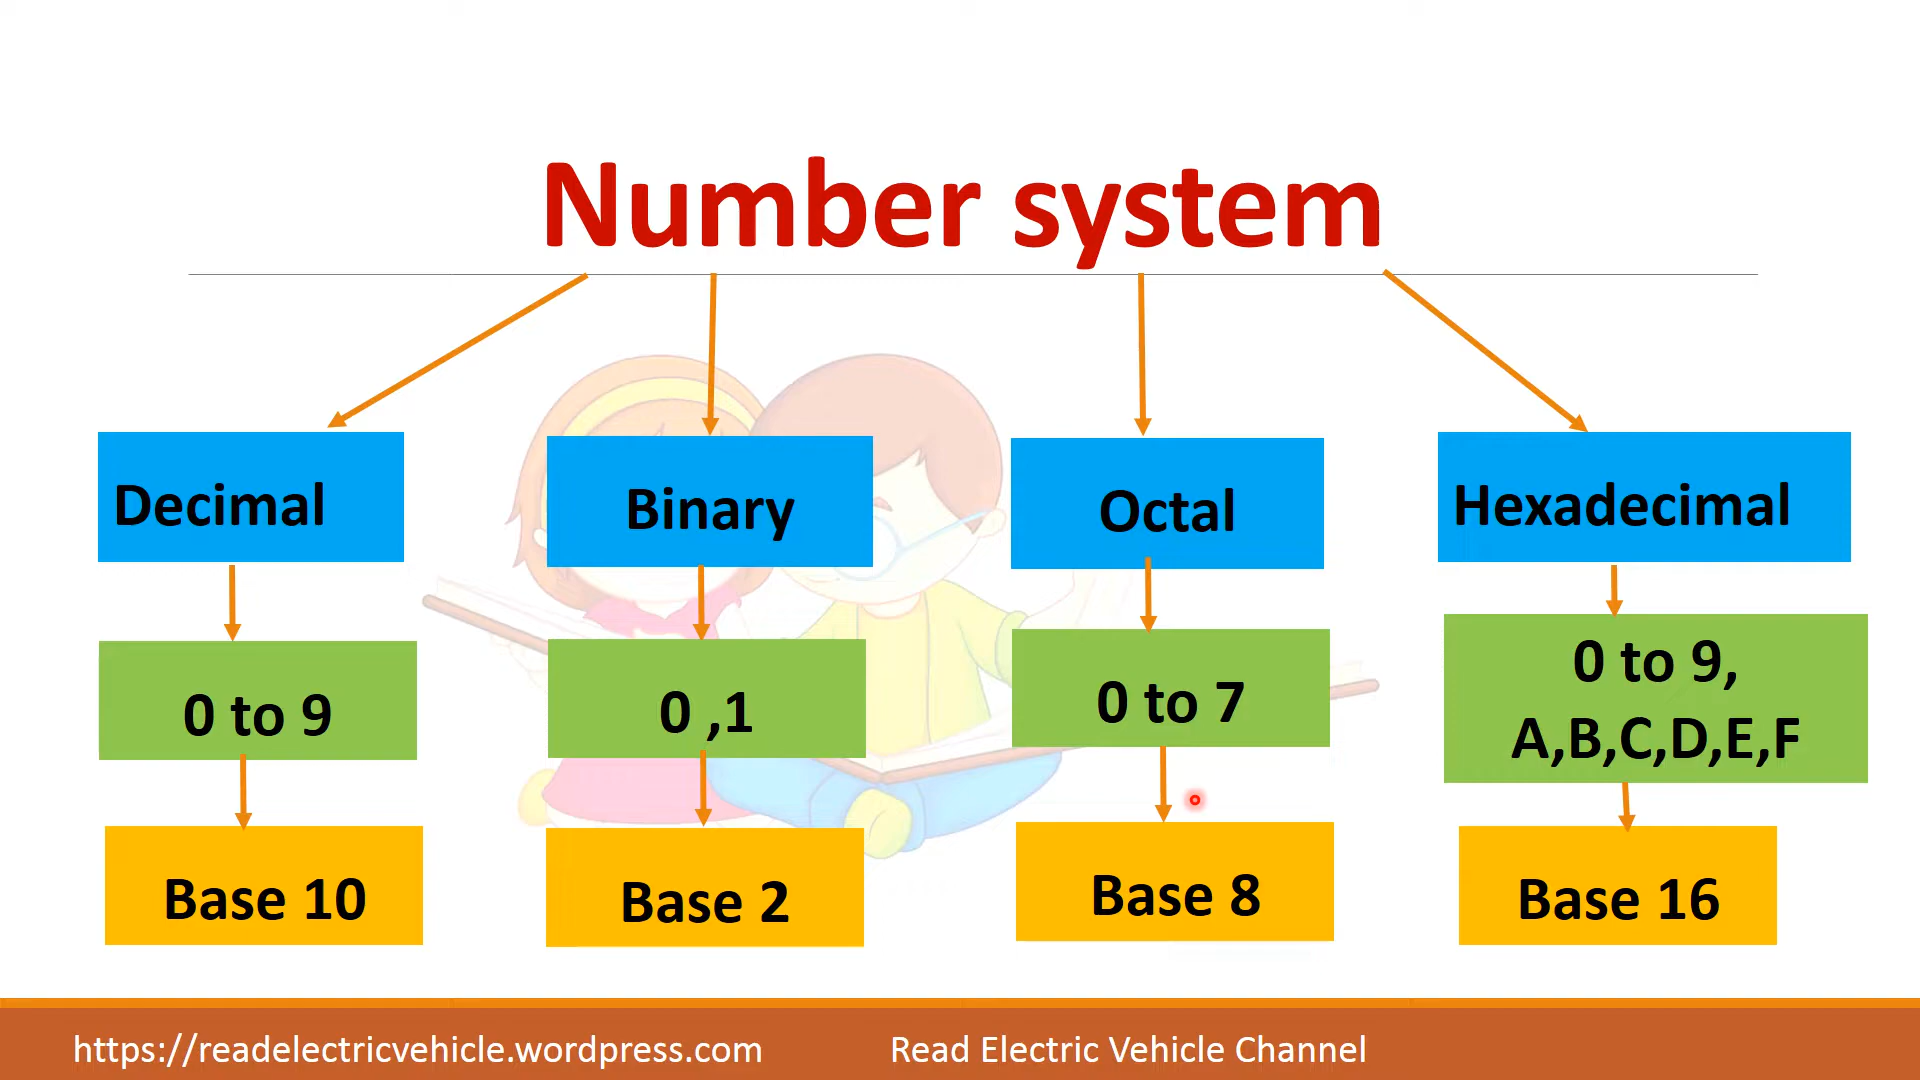 Number system
Decimal
Binary
Octal
Hexadecimal
0 to 9
0 ,1
0 to 7
0 to 9,
A,B,C,D,E,F
Base 10
Base 2
Base 8
Base 16
https://readelectricvehicle.wordpress.com
Read Electric Vehicle Channel